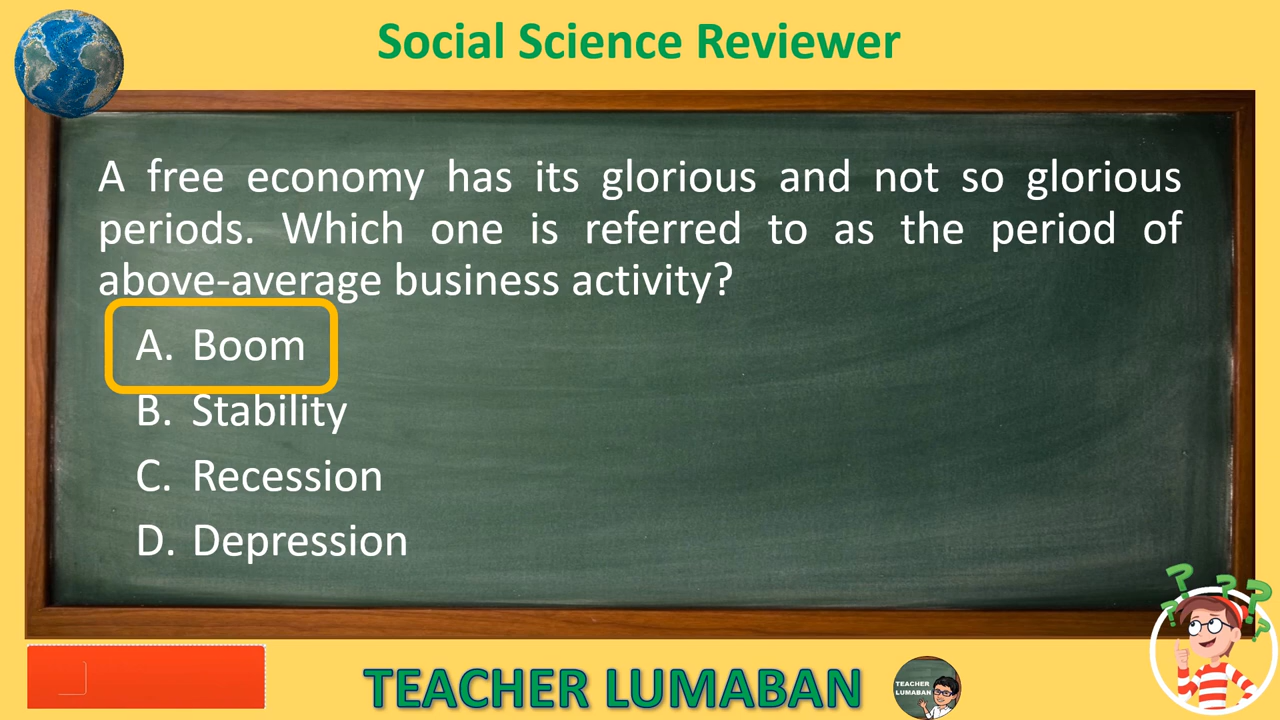 Social Science Reviewer
A free economy has its glorious and not so glorious
periods. Which one is referred to as the period of
above-average business activity?
A. Boom
B. Stability
C. Recession
D. Depression
TEACHER LUMABAN
TEACHER
LUMABAN